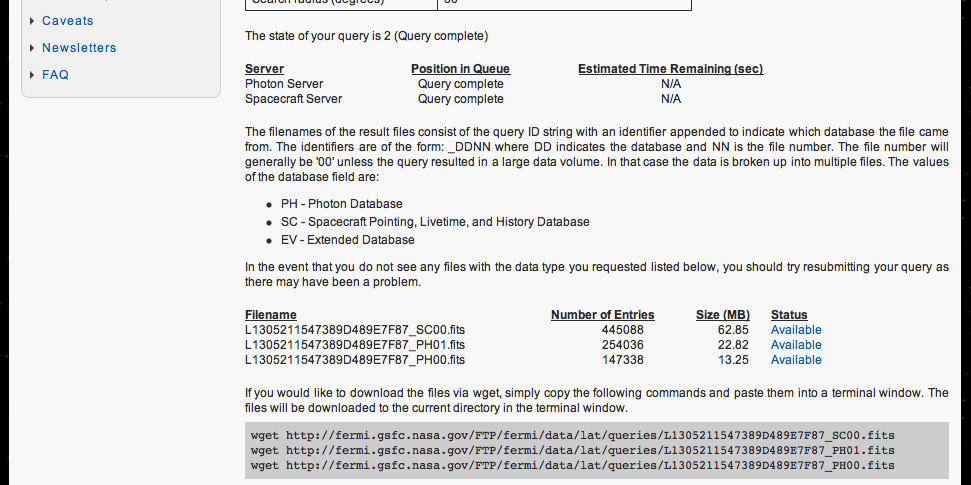 Search radius (degrees) 30
Caveats
Newsletters
FAQ
The state of your query is 2 (Query complete)
Server Position in Queue Estimated Time Remaining (sec)
Photon Server Query complete N/A
Spacecraft Server Query complete N/A
The filenames of the result files consist of the query ID string with an identifier appended to indicate which database the file came
from. The identifiers are of the form: _DDNN where DD indicates the database and NN is the file number. The file number will
generally be '00' unless the query resulted in a large data volume. In that case the data is broken up into multiple files. The values
of the database field are:
PH - Photon Database
SC - Spacecraft Pointing, Livetime, and History Database
EV - Extended Database
In the event that you do not see any files with the data type you requested listed below, you should try resubmitting your query as
there may have been a problem.
Filename Number of Entries Size (MB) Status
L1305211547389D489E7F87_SC00.fits 445088 62.85 Available
L1305211547389D489E7F87_PH01.fits 254036 22.82 Available
L1305211547389D489E7F87_PH00.fits 147338 13.25 Available
If you would like to download the files via wget, simply copy the following commands and paste them into a terminal window. The
files will be downloaded to the current directory in the terminal window.
wget http://fermi.gsfc.nasa.gov/FTP/fermi/data/lat/queries/L1305211547389D489E7F87_SC00.fits
wget http://fermi.gsfc.nasa.gov/FTP/fermi/data/lat/queries/L1305211547389D489E7F87_PH01.fits
wget http://fermi.gsfc.nasa.gov/FTP/fermi/data/lat/queries/L1305211547389D489E7F87_PH00.fits